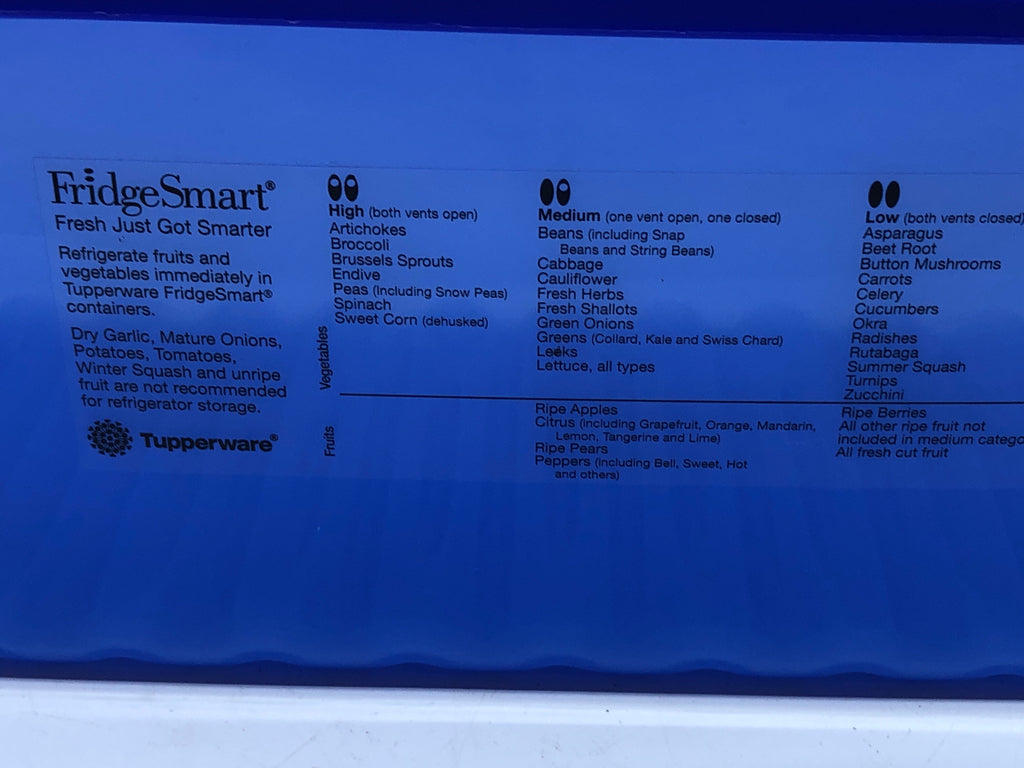 FridgeSmart®
Fresh Just Got Smarter
Refrigerate fruits and
vegetables immediately in
Tupperware FridgeSmart®
containers.
Dry Garlic, Mature Onions,
Potatoes, Tomatoes,
Winter Squash and unripe
fruit are not recommended
for refrigerator storage.
Tupperware®
Vegetables
High (both vents open)
Artichokes
Broccoli
Brussels Sprouts
Endive
Peas (Including Snow Peas)
Spinach
Sweet Corn (dehusked)
Medium (one vent open, one closed)
Beans (including Snap
Beans and String Beans)
Cabbage
Cauliflower
Fresh Herbs
Fresh Shallots
Green Onions
Greens (Collard, Kale and Swiss Chard)
Leeks
Lettuce, all types
Low (both vents closed)
Asparagus
Beet Root
Button Mushrooms
Carrots
Celery
Cucumbers
Okra
Radishes
Rutabaga
Summer Squash
Turnips
Zucchini
Fruits
Ripe Apples
Citrus (including Grapefruit, Orange, Mandarin,
Lemon, Tangerine and Lime)
Ripe Pears
Peppers (including Bell, Sweet, Hot
and others)
Ripe Berries
All other ripe fruit not
included in medium catego
All fresh cut fruit